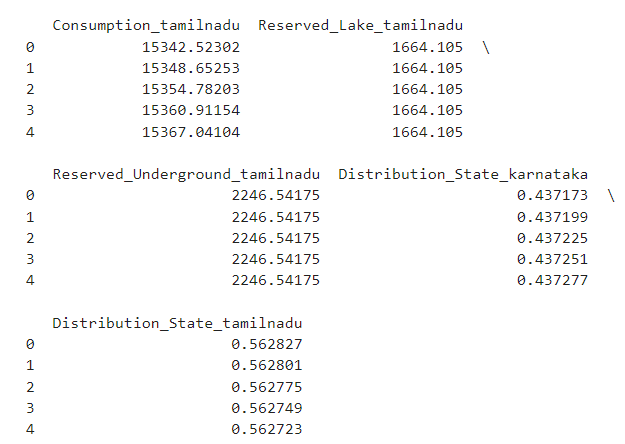 Consumption_tamilnadu Reserved_Lake_tamilnadu
0 15342.52302 1664.105 \
1 15348.65253 1664.105
2 15354.78203 1664.105
3 15360.91154 1664.105
4 15367.04104 1664.105
Reserved_Underground_tamilnadu Distribution_State_karnataka
0 2246.54175 0.437173 \
1 2246.54175 0.437199
2 2246.54175 0.437225
3 2246.54175 0.437251
4 2246.54175 0.437277
Distribution_State_tamilnadu
0 0.562827
1 0.562801
2 0.562775
3 0.562749
4 0.562723